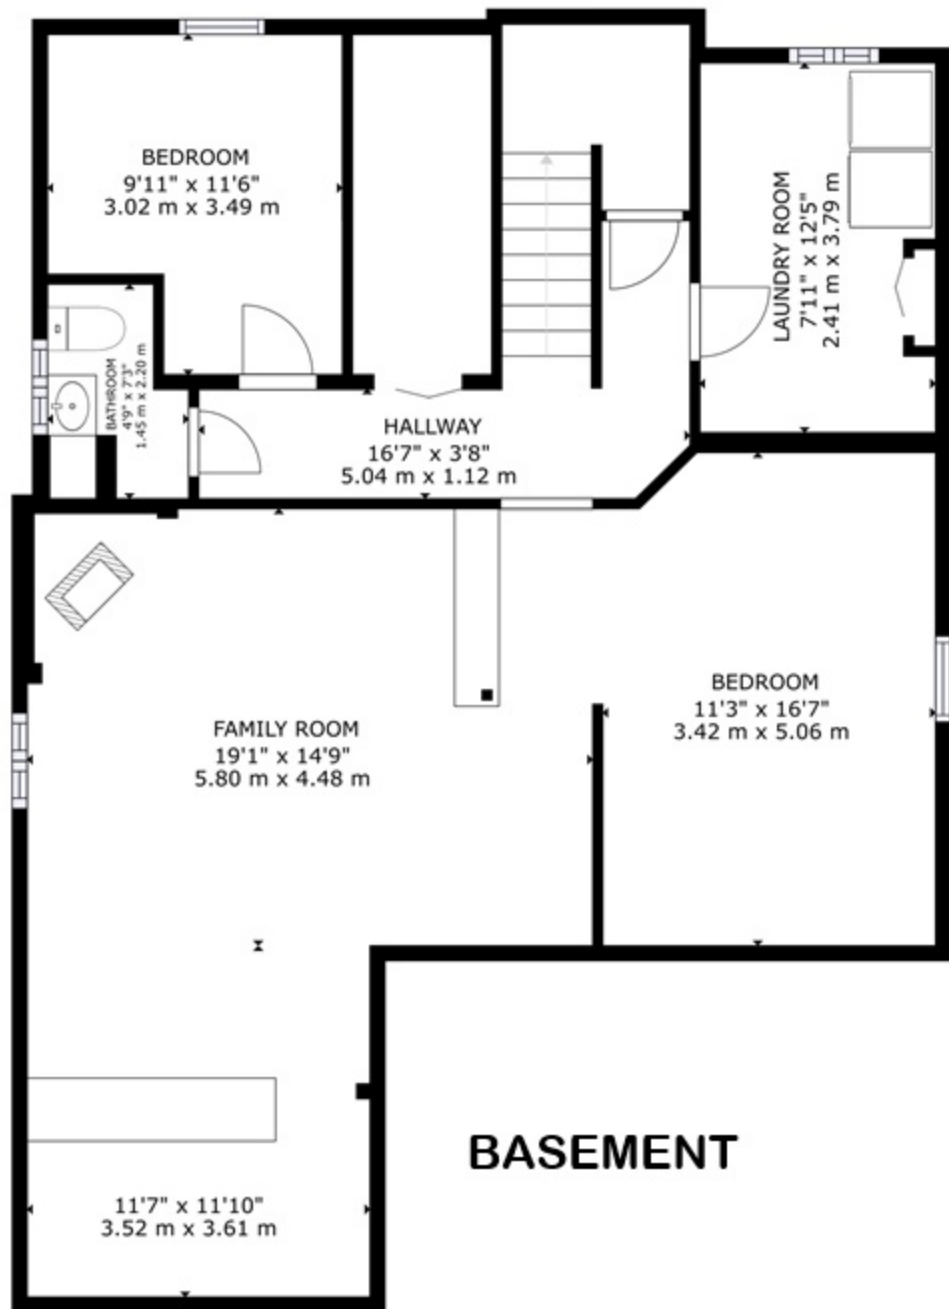 BEDROOM
9'11" x 11'6"
3.02 m x 3.49 m
LAUNDRY ROOM
7'11" x 12'5"
2.41 m x 3.79 m
BATHROOM
4'9" x 7'3"
1.45 m x 2.20 m
HALLWAY
16'7" x 3'8"
5.04 m x 1.12 m
BEDROOM
11'3" x 16'7"
3.42 m x 5.06 m
FAMILY ROOM
19'1" x 14'9"
5.80 m x 4.48 m
BASEMENT
11'7" x 11'10"
3.52 m x 3.61 m